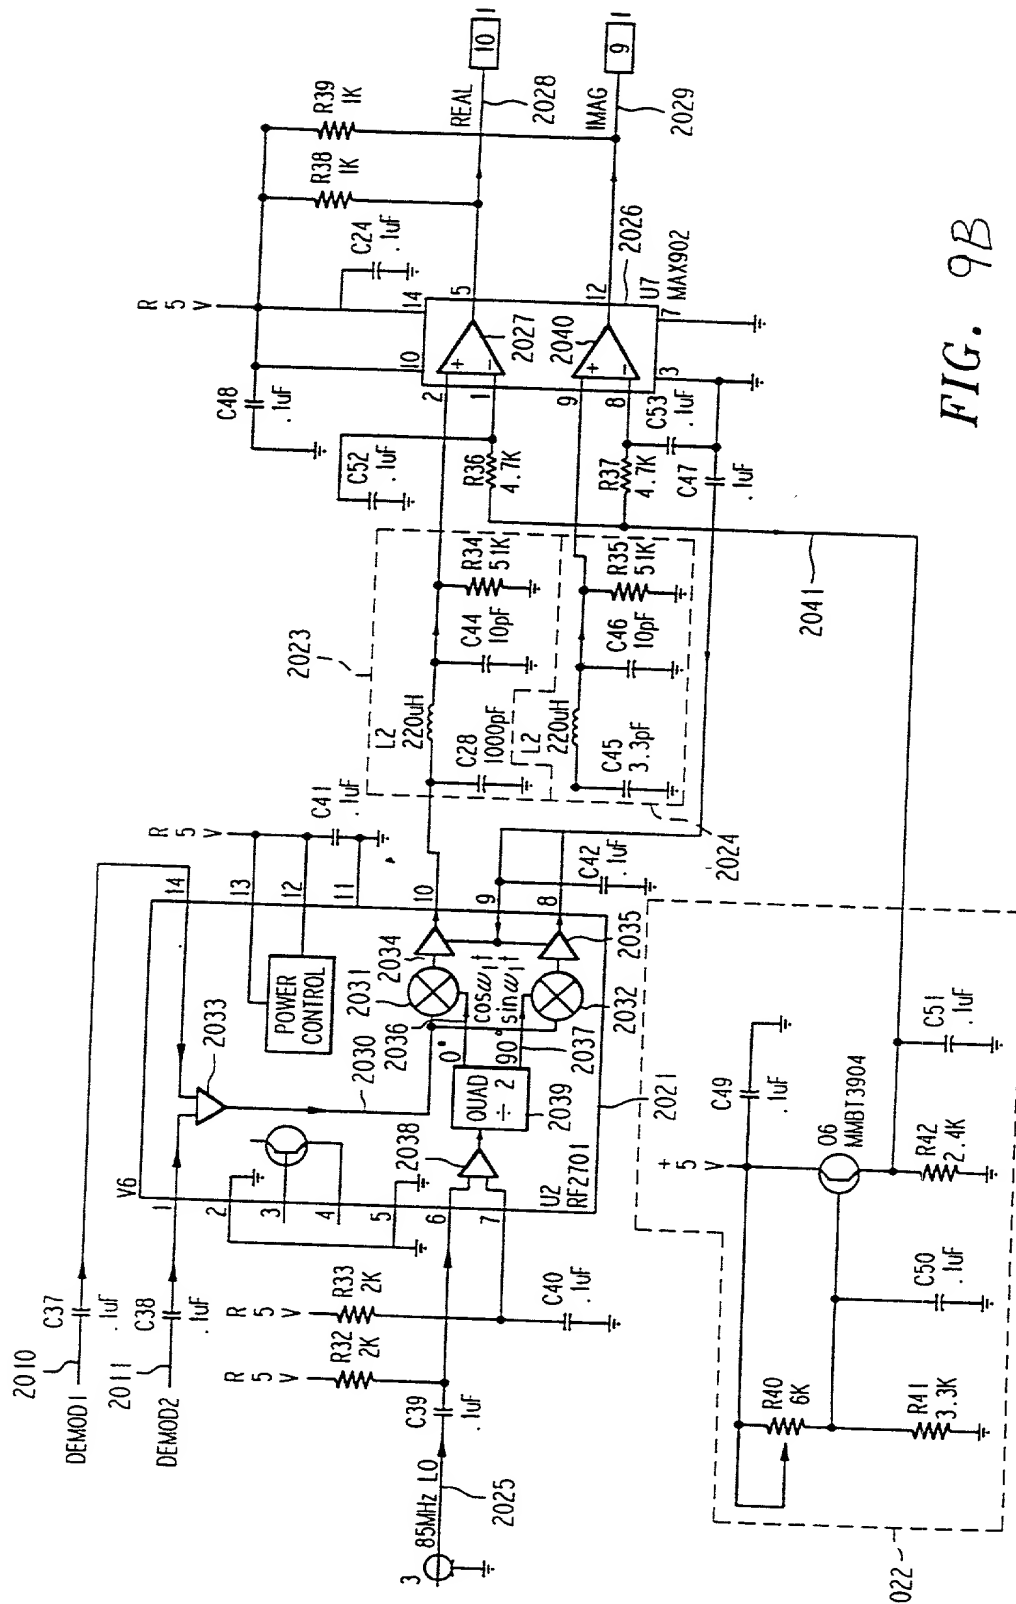 2010
DEMOD1
C37
.1uF
2011
DEMOD2
C38
.1uF
3
85MHz LO
2025
C39
.1uF
R
5
V
R32
2K
R
5
V
R33
2K
C40
.1uF
V6
1
2
3
4
5
6
7
U2
RF2701
2021
2033
POWER
CONTROL
2030
2038
QUAD
÷ 2
2039
0°
90°
2036
2037
cosω₁t
sinω₁t
2031
2032
2034
2035
14
13
12
11
10
9
8
R
5
V
C41
.1uF
C42
.1uF
2023
L2
220uH
C28
1000pF
C44
10pF
R34
51K
L2
220uH
C45
3.3pF
C46
10pF
R35
51K
2024
C48
.1uF
C52
.1uF
R36
4.7K
R37
4.7K
C53
.1uF
C47
.1uF
2041
R
5
V
2
1
9
8
10
14
3
7
5
12
+
-
+
-
2027
2040
U7
MAX902
2026
C24
.1uF
R38
1K
R39
1K
REAL
2028
10
IMAG
2029
9
+
5
V
C49
.1uF
06
MMBT3904
R40
6K
R41
3.3K
C50
.1uF
R42
2.4K
C51
.1uF
022
FIG. 9B